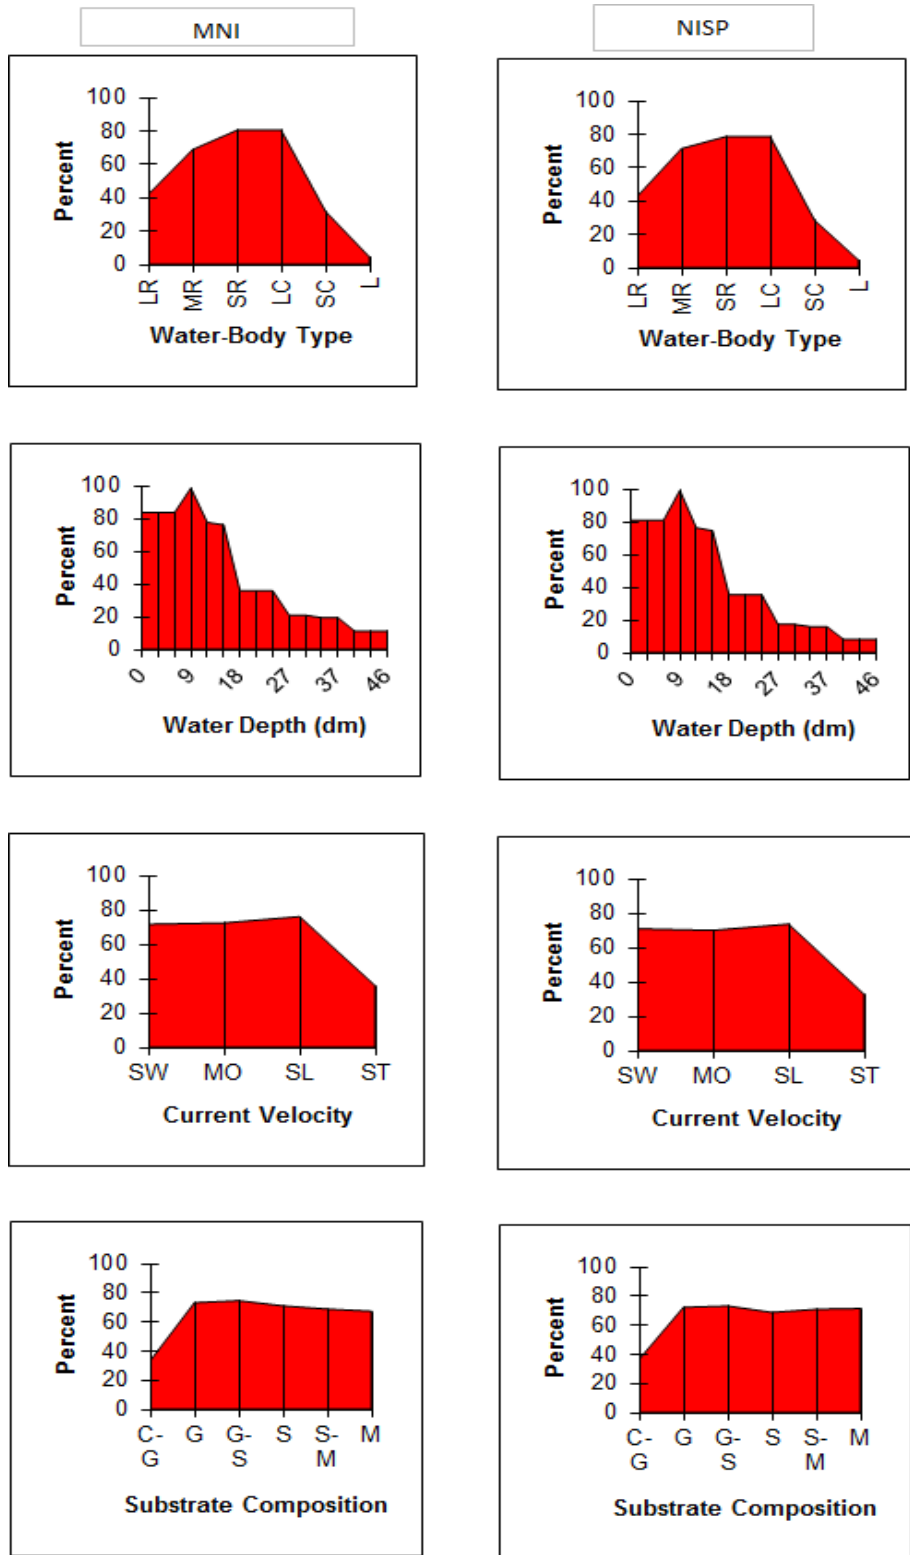 MNI
NISP
100
80
60
40
20
0
Percent
LR MR SR LC SC L
Water-Body Type
100
80
60
40
20
0
Percent
LR MR SR LC SC L
Water-Body Type
100
80
60
40
20
0
Percent
0 9 18 27 37 46
Water Depth (dm)
100
80
60
40
20
0
Percent
0 9 18 27 37 46
Water Depth (dm)
100
80
60
40
20
0
Percent
SW MO SL ST
Current Velocity
100
80
60
40
20
0
Percent
SW MO SL ST
Current Velocity
100
80
60
40
20
0
Percent
C- G G- S S- M
G S M
Substrate Composition
100
80
60
40
20
0
Percent
C- G G- S S- M
G S M
Substrate Composition